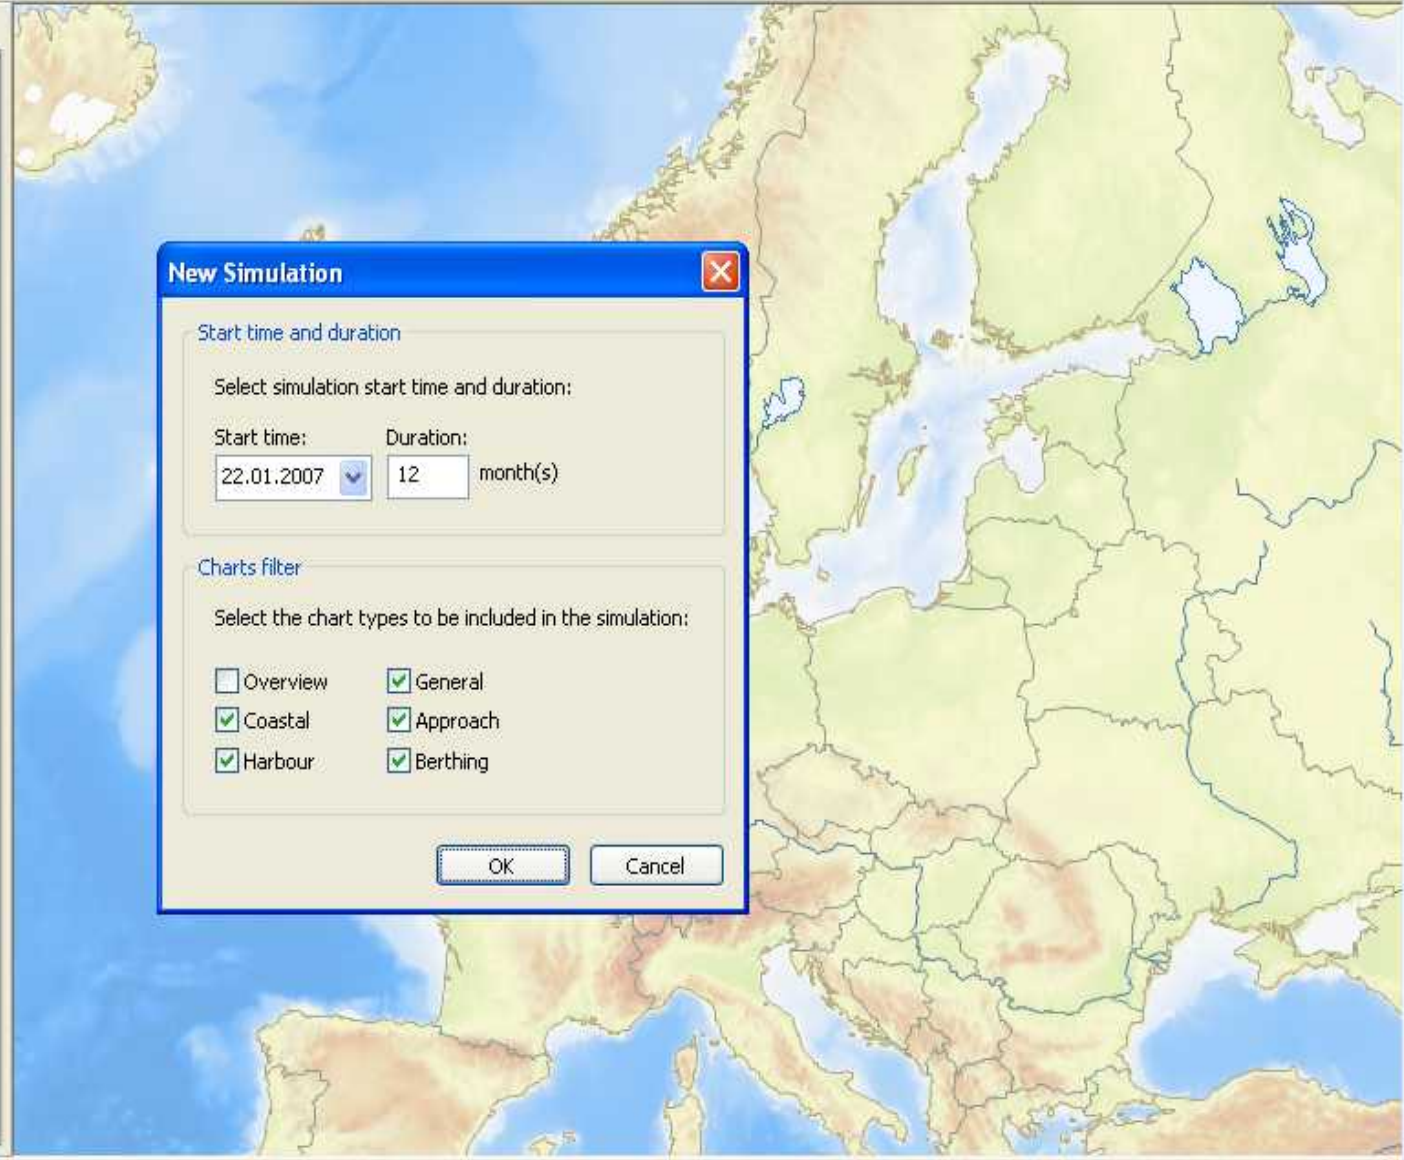 New Simulation
Start time and duration
Select simulation start time and duration:
Start time: Duration:
22.01.2007 12 month(s)
Charts filter
Select the chart types to be included in the simulation:
Overview General
Coastal Approach
Harbour Berthing
OK Cancel